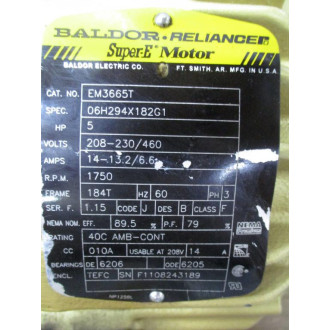 BALDOR · RELIANCE
Super-E Motor
BALDOR ELECTRIC CO. FT. SMITH, AR. MFG. IN U.S.A.
CAT. NO. EM3665T
SPEC. 06H294X182G1
HP 5
VOLTS 208-230/460
AMPS 14-13.2/6.6
R.P.M. 1750
FRAME 184T HZ 60 PH 3
SER. F. 1.15 CODE J DES B CLASS F
NEMA NOM. EFF. 89.5 % P.F. 79 %
RATING 40C AMB-CONT
CC 010A USABLE AT 208V 14 A
BEARINGS DE 6206 ODE 6205
ENCL. TEFC SN F1108243189